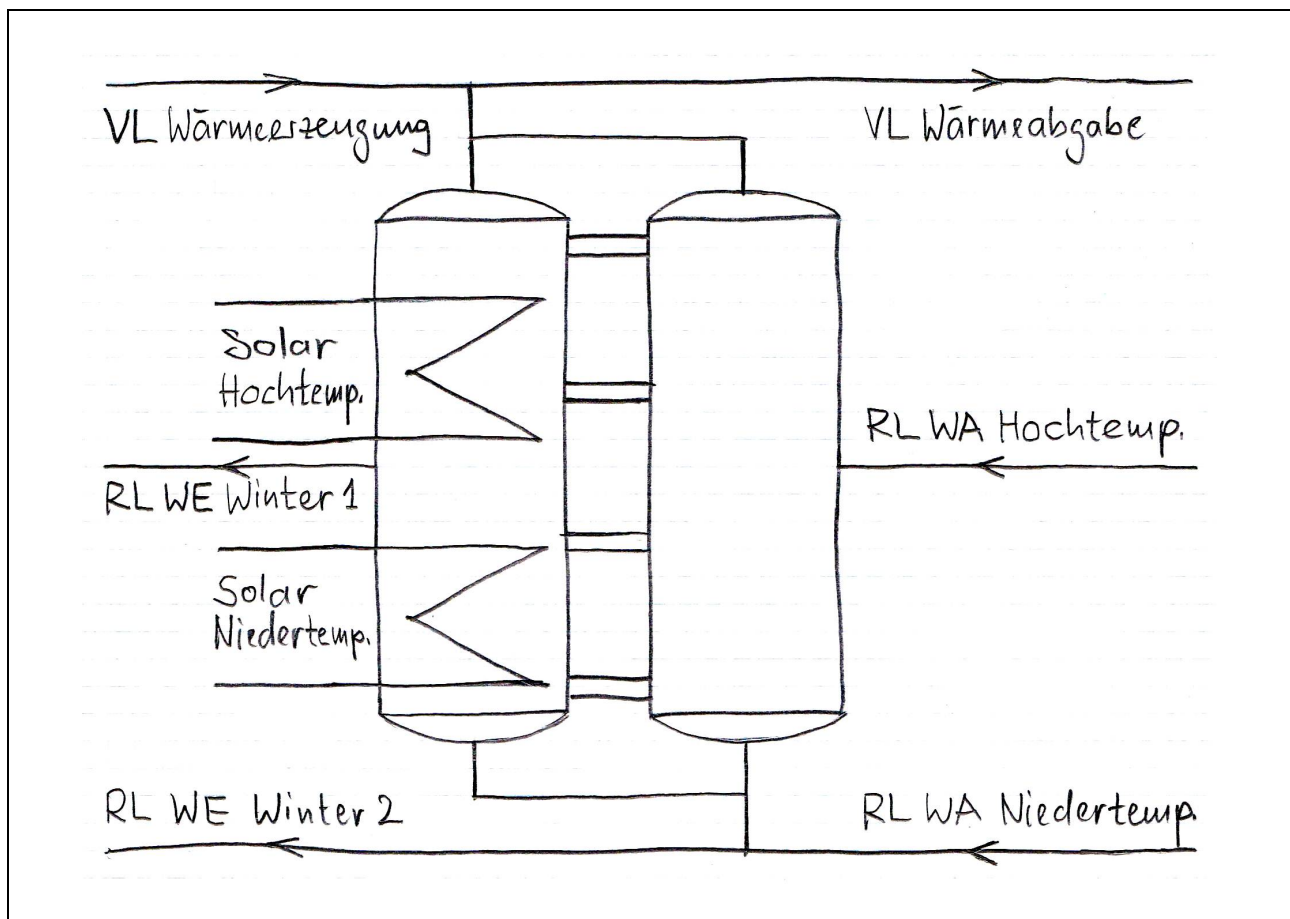 VL Wärmeerzeugung
VL Wärmeabgabe
Solar
Hochtemp.
RL WA Hochtemp.
RL WE Winter 1
Solar
Niedertemp.
RL WE Winter 2
RL WA Niedertemp.